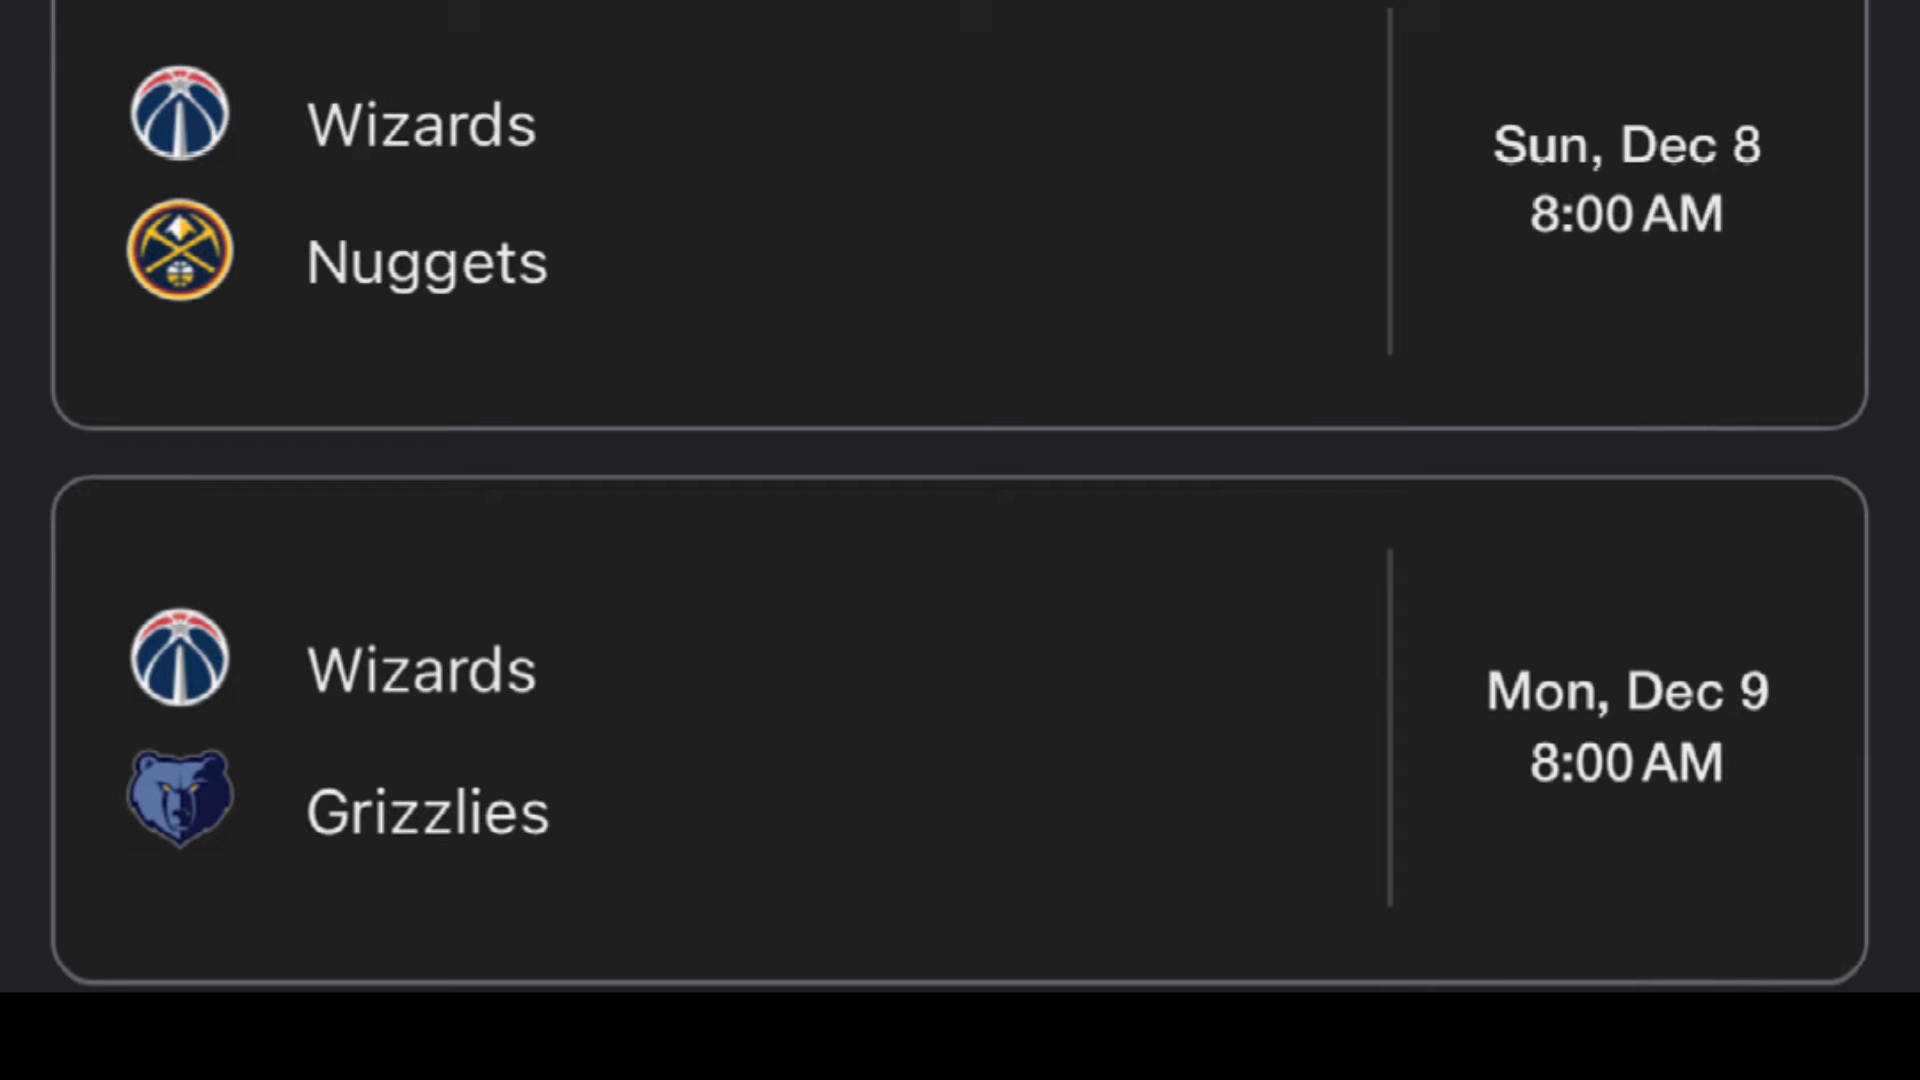 Wizards
Nuggets
Sun, Dec 8
8:00 AM
Wizards
Grizzlies
Mon, Dec 9
8:00 AM